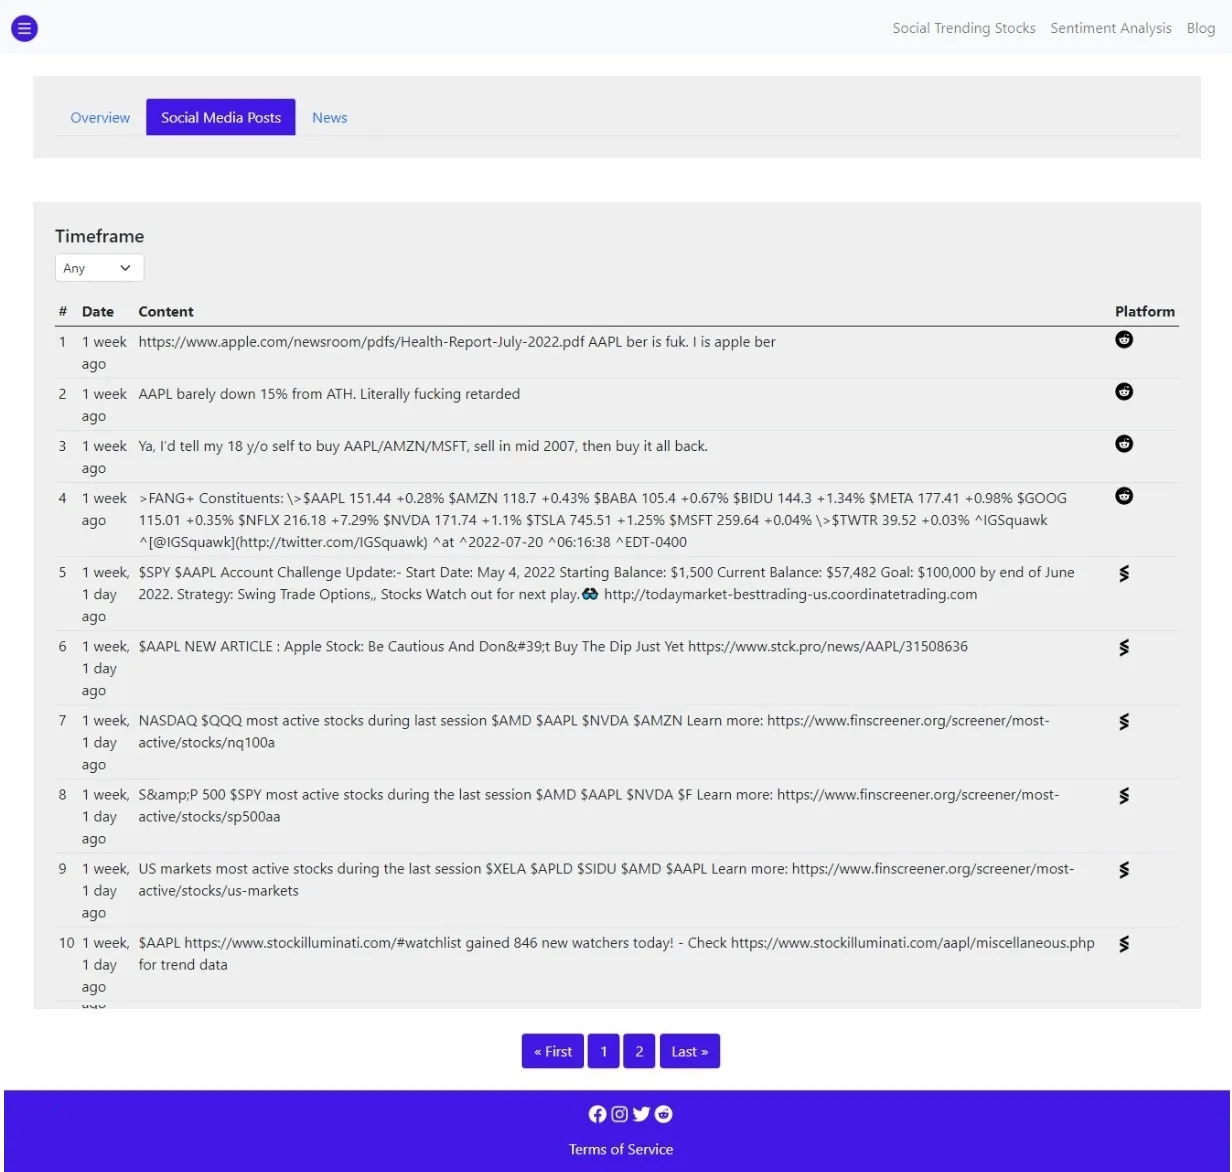 Social Trending Stocks Sentiment Analysis Blog
Overview Social Media Posts News
Timeframe
Any
# Date Content Platform
1 1 week https://www.apple.com/newsroom/pdfs/Health-Report-July-2022.pdf AAPL ber is fuk. I is apple ber
ago
2 1 week AAPL barely down 15% from ATH. Literally fucking retarded
ago
3 1 week Ya, I'd tell my 18 y/o self to buy AAPL/AMZN/MSFT, sell in mid 2007, then buy it all back.
ago
4 1 week >FANG+ Constituents: \>$AAPL 151.44 +0.28% $AMZN 118.7 +0.43% $BABA 105.4 +0.67% $BIDU 144.3 +1.34% $META 177.41 +0.98% $GOOG
ago 115.01 +0.35% $NFLX 216.18 +7.29% $NVDA 171.74 +1.1% $TSLA 745.51 +1.25% $MSFT 259.64 +0.04% \>$TWTR 39.52 +0.03% ^IGSquawk
^[@IGSquawk](http://twitter.com/IGSquawk) ^at ^2022-07-20 ^06:16:38 ^EDT-0400
5 1 week, $SPY $AAPL Account Challenge Update:- Start Date: May 4, 2022 Starting Balance: $1,500 Current Balance: $57,482 Goal: $100,000 by end of June
1 day 2022. Strategy: Swing Trade Options,, Stocks Watch out for next play. http://todaymarket-besttrading-us.coordinatetrading.com
ago
6 1 week, $AAPL NEW ARTICLE : Apple Stock: Be Cautious And Don&#39;t Buy The Dip Just Yet https://www.stck.pro/news/AAPL/31508636
1 day
ago
7 1 week, NASDAQ $QQQ most active stocks during last session $AMD $AAPL $NVDA $AMZN Learn more: https://www.finscreener.org/screener/most-
1 day active/stocks/nq100a
ago
8 1 week, S&amp;P 500 $SPY most active stocks during the last session $AMD $AAPL $NVDA $F Learn more: https://www.finscreener.org/screener/most-
1 day active/stocks/sp500aa
ago
9 1 week, US markets most active stocks during the last session $XELA $APLD $SIDU $AMD $AAPL Learn more: https://www.finscreener.org/screener/most-
1 day active/stocks/us-markets
ago
10 1 week, $AAPL https://www.stockilluminati.com/#watchlist gained 846 new watchers today! - Check https://www.stockilluminati.com/aapl/miscellaneous.php
1 day for trend data
ago
« First 1 2 Last »
Terms of Service